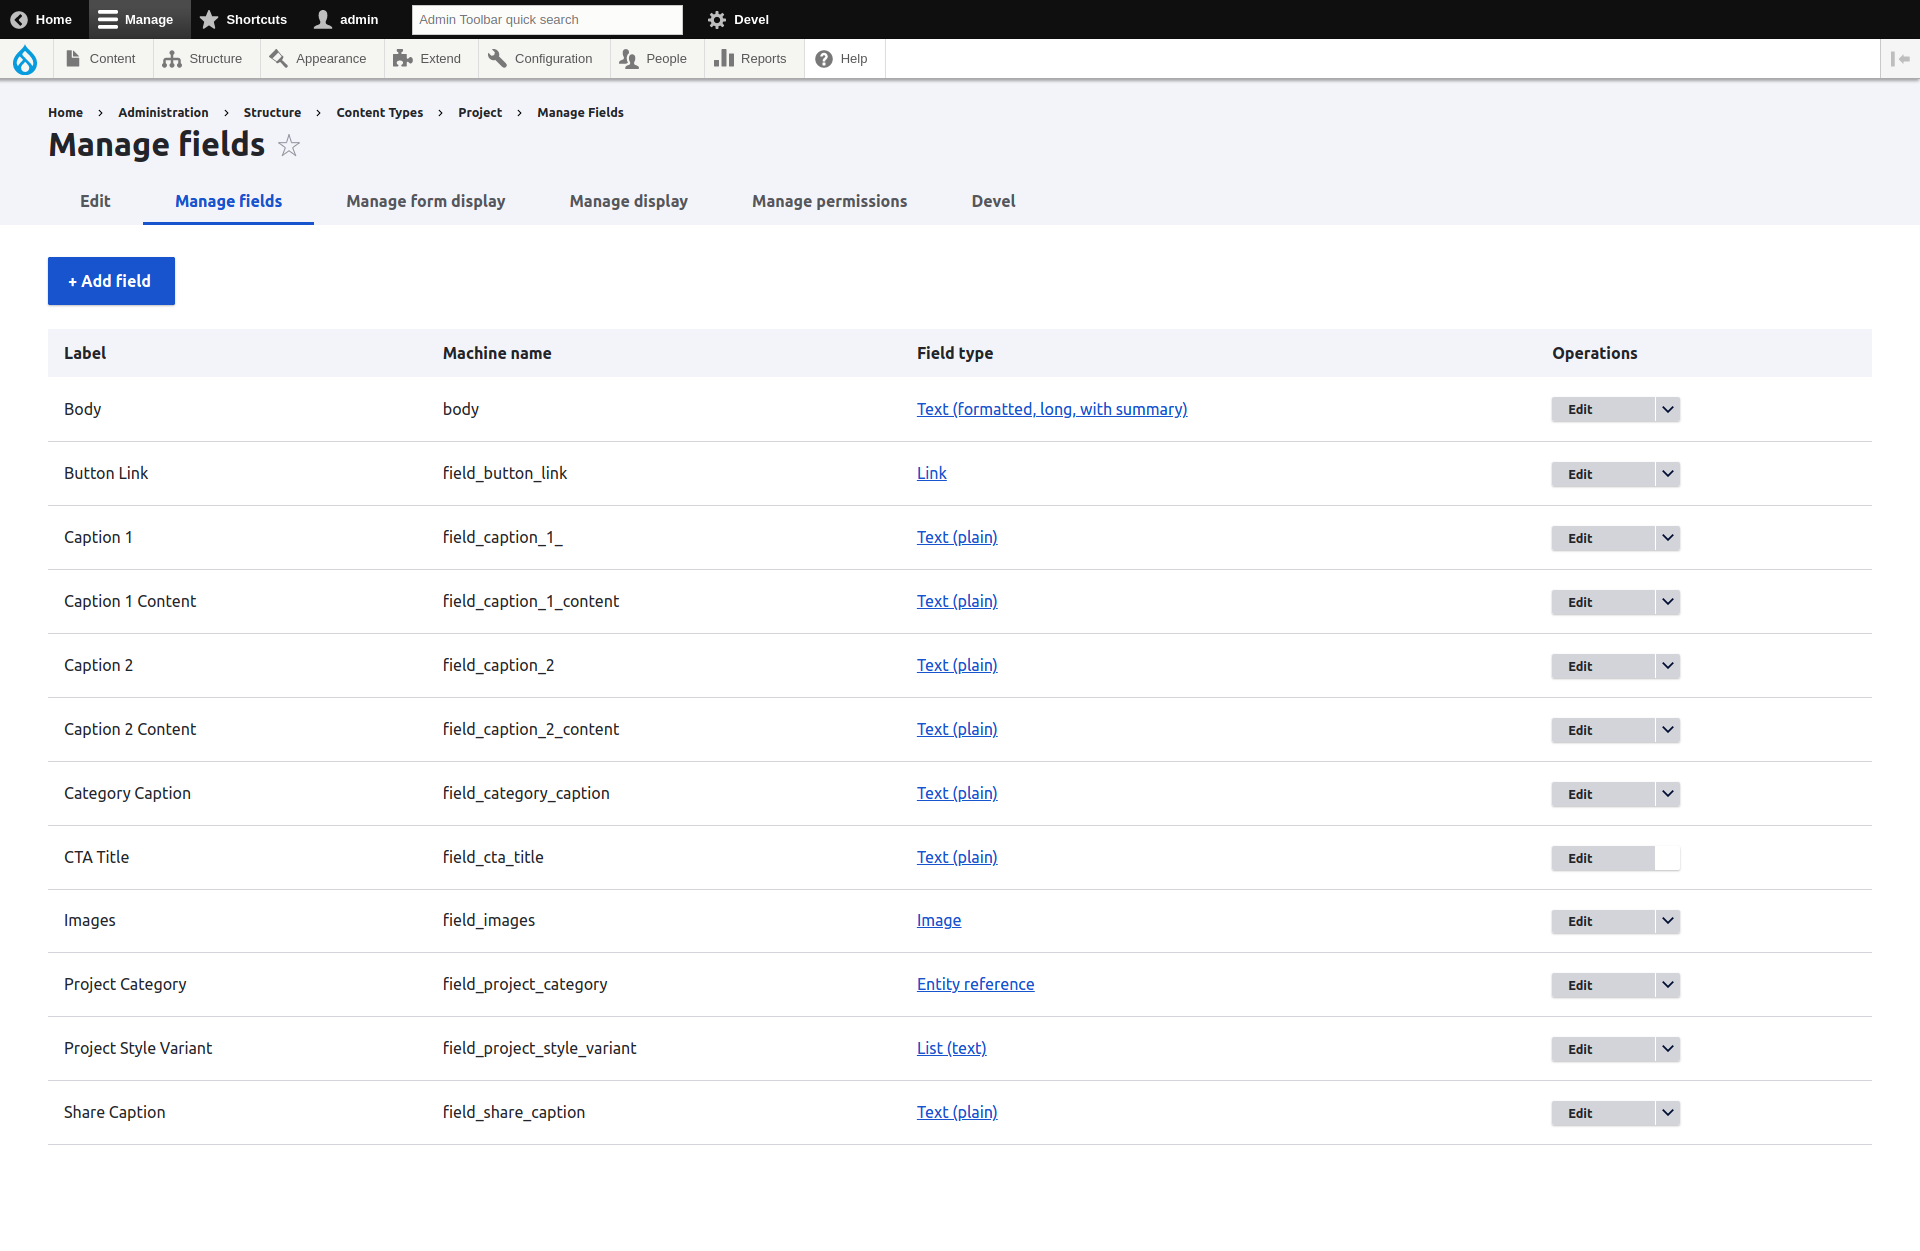 Home Manage Shortcuts admin Admin Toolbar quick search Devel
Content Structure Appearance Extend Configuration People Reports Help
Home › Administration › Structure › Content Types › Project › Manage Fields
Manage fields
Edit Manage fields Manage form display Manage display Manage permissions Devel
+ Add field
Label Machine name Field type Operations
Body body Text (formatted, long, with summary) Edit
Button Link field_button_link Link Edit
Caption 1 field_caption_1_ Text (plain) Edit
Caption 1 Content field_caption_1_content Text (plain) Edit
Caption 2 field_caption_2 Text (plain) Edit
Caption 2 Content field_caption_2_content Text (plain) Edit
Category Caption field_category_caption Text (plain) Edit
CTA Title field_cta_title Text (plain) Edit
Images field_images Image Edit
Project Category field_project_category Entity reference Edit
Project Style Variant field_project_style_variant List (text) Edit
Share Caption field_share_caption Text (plain) Edit